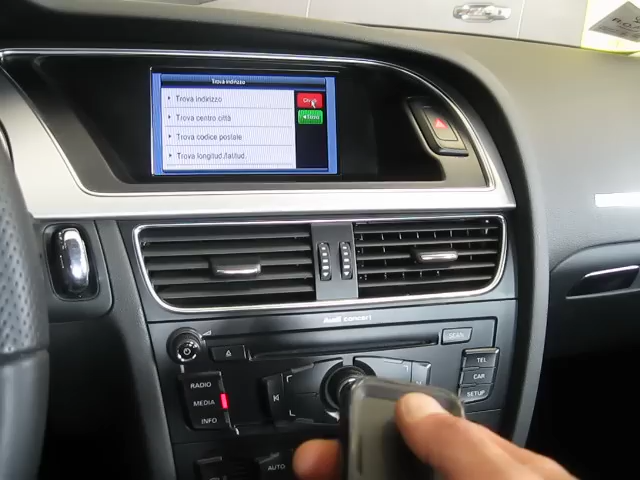 Trova indirizzo
Trova indirizzo
Trova centro città
Trova codice postale
Trova longitud./latitud.
Audi concert
SCAN
TEL
CAR
SETUP
RADIO
MEDIA
INFO
AUTO